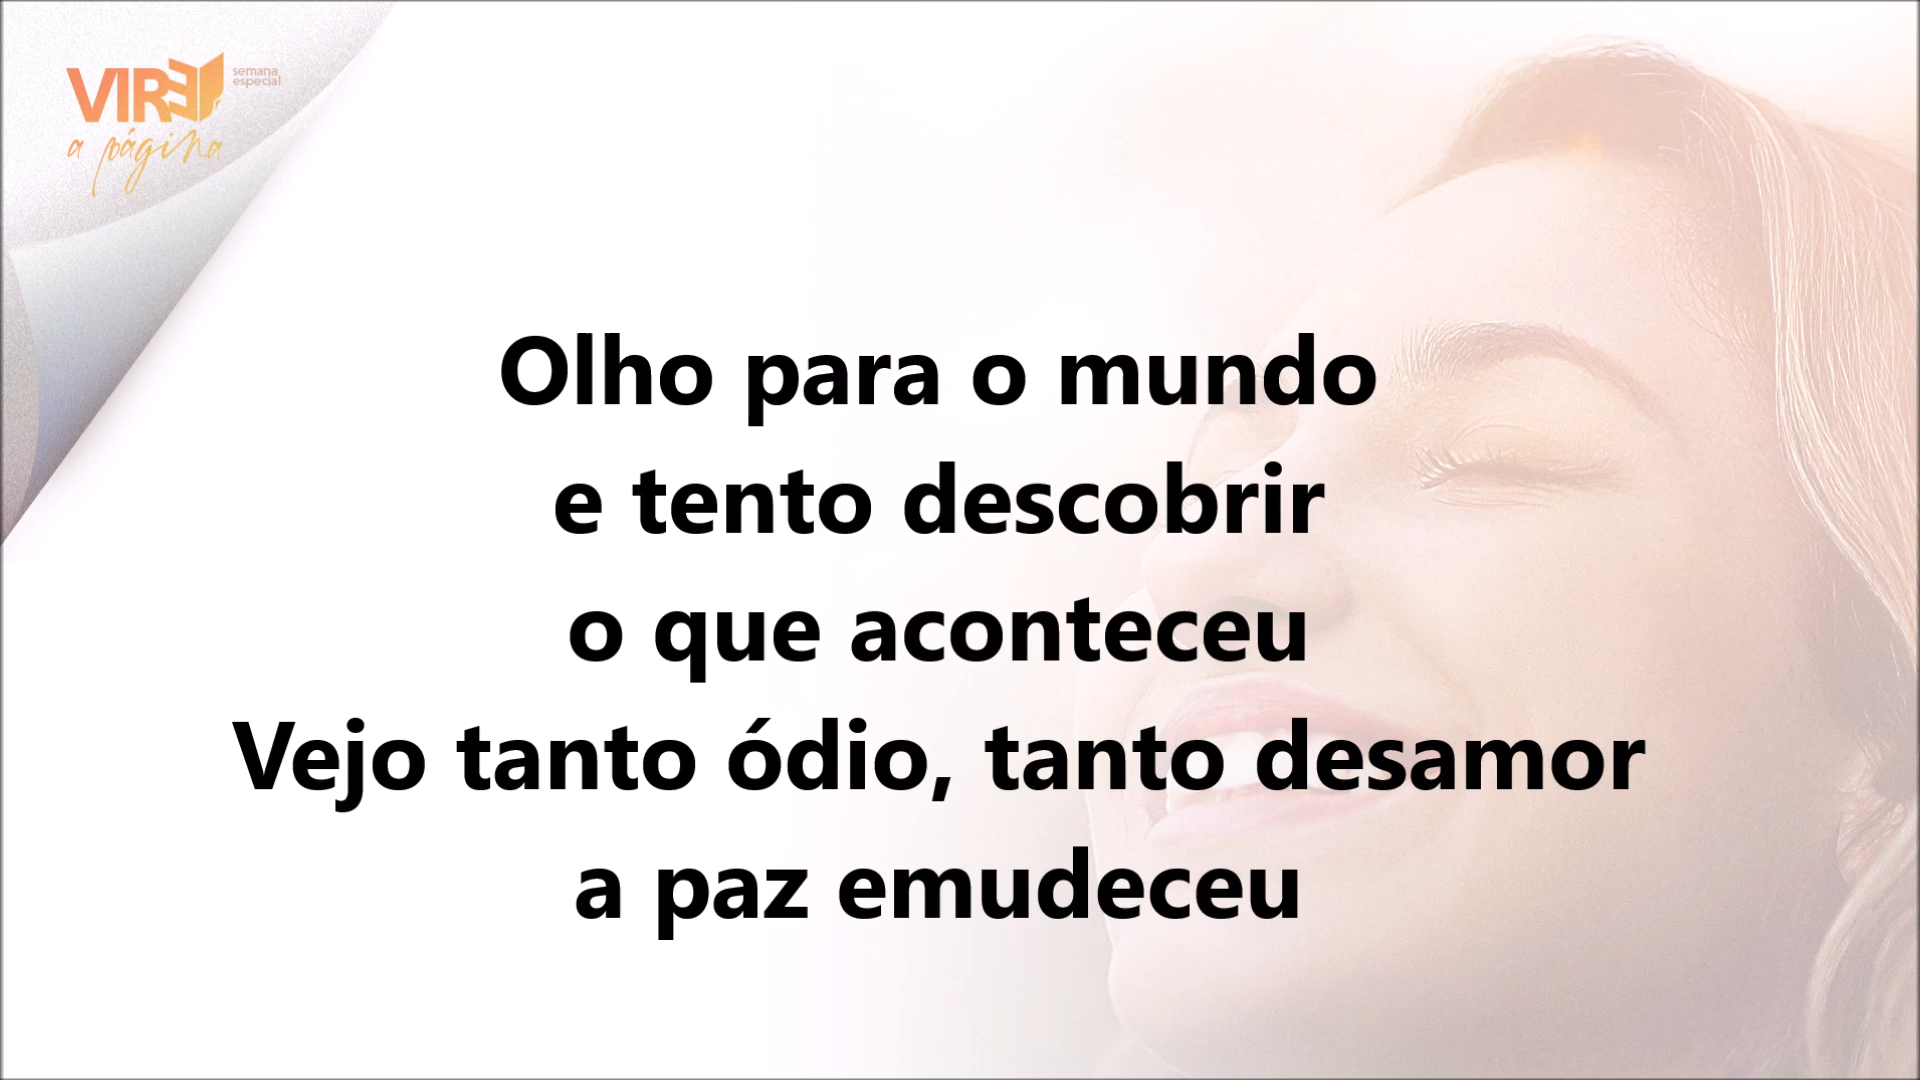 VIRE
semana
especial
a página
Olho para o mundo
e tento descobrir
o que aconteceu
Vejo tanto ódio, tanto desamor
a paz emudeceu